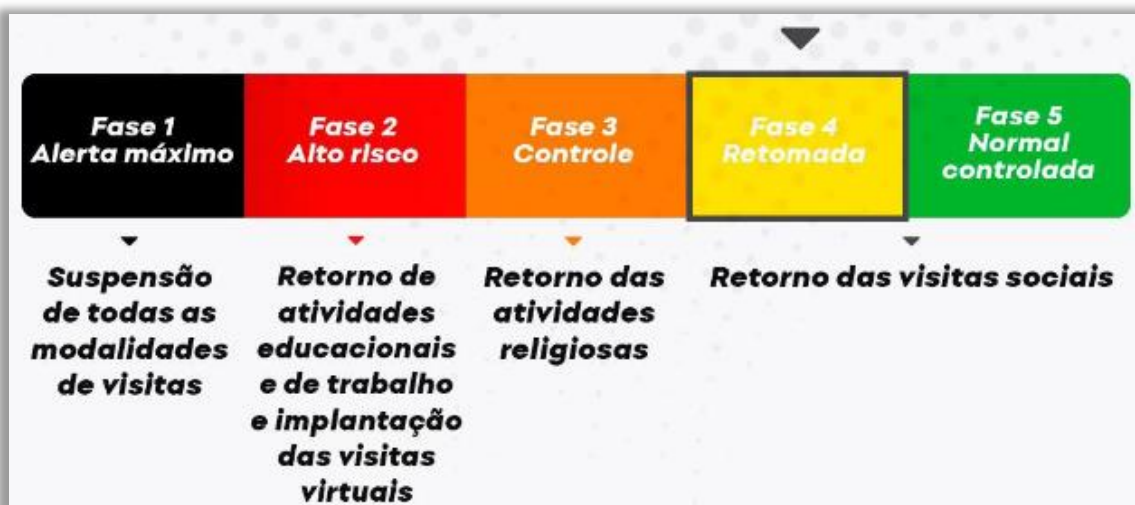 Fase 1
Alerta máximo
Fase 2
Alto risco
Fase 3
Controle
Fase 4
Retomada
Fase 5
Normal
controlada
Suspensão
de todas as
modalidades
de visitas
Retorno de
atividades
educacionais
e de trabalho
e implantação
das visitas
virtuais
Retorno das
atividades
religiosas
Retorno das visitas sociais